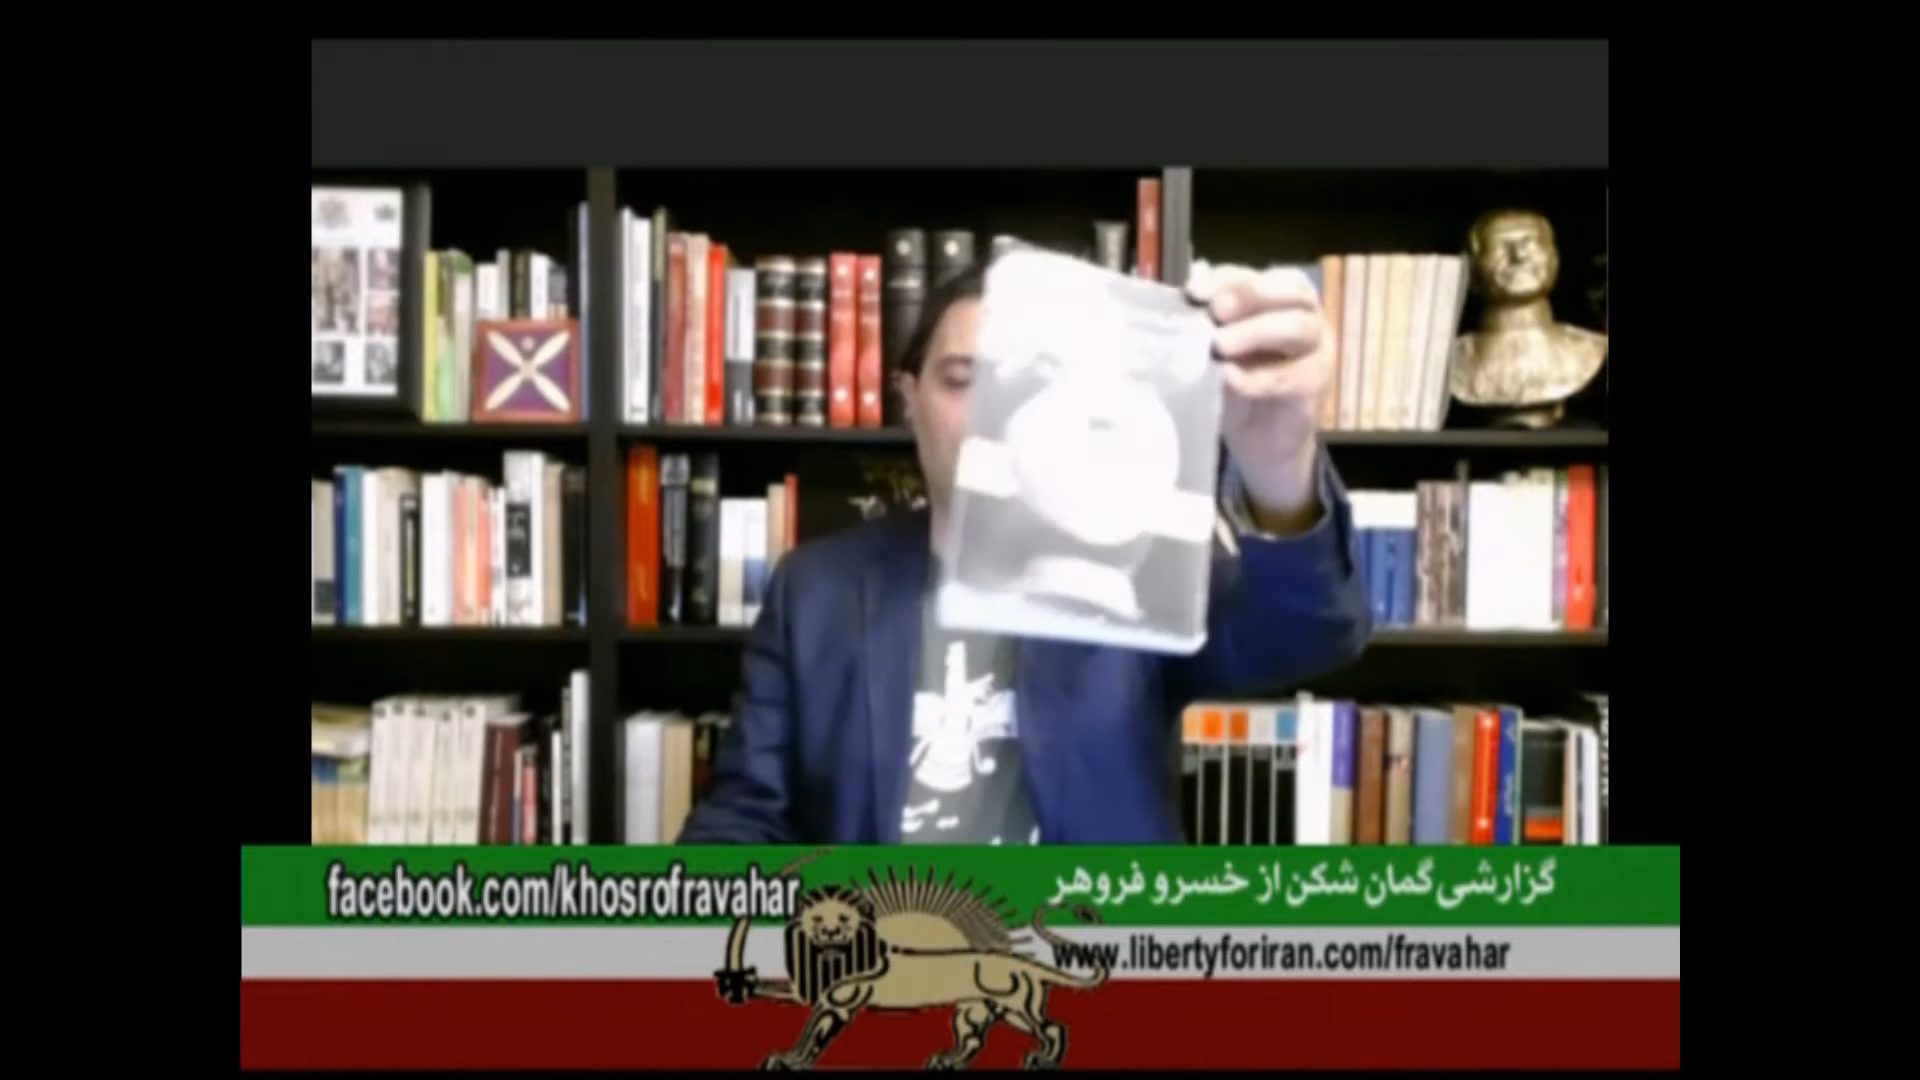 facebook.com/khosrofravahar
گزارشی گمان شکن از خسرو فروهر
www.libertyforiran.com/fravahar